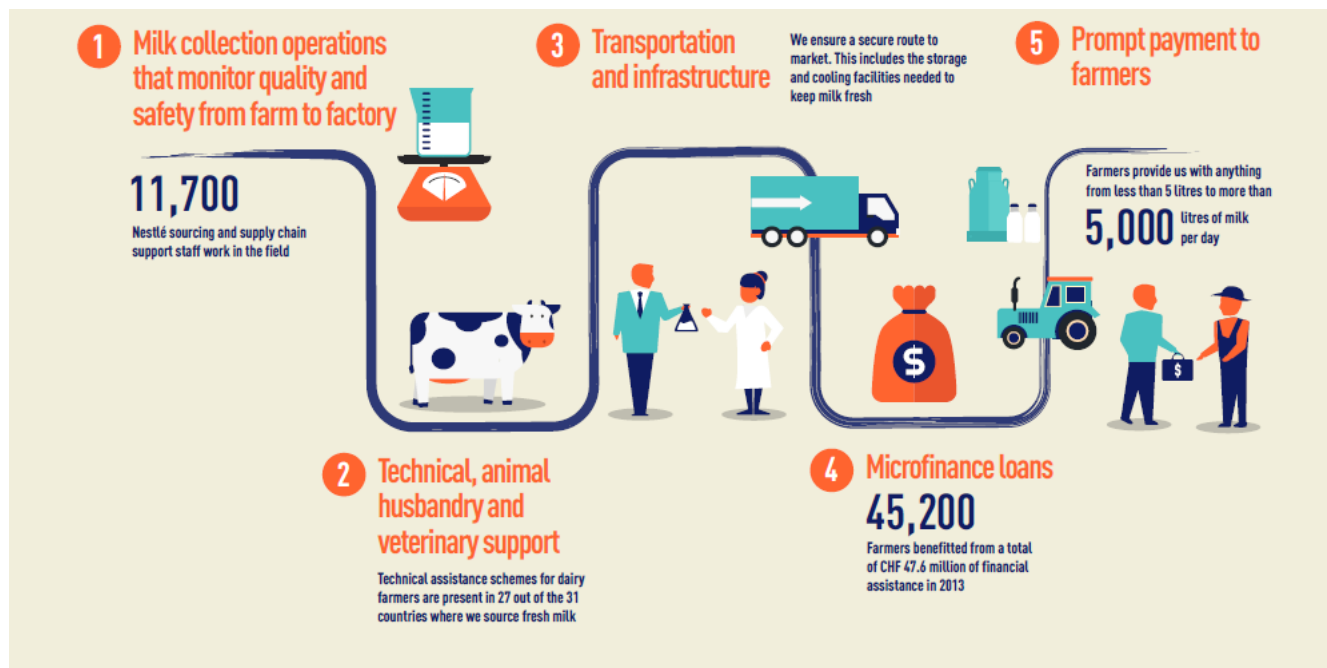 1
Milk collection operations
that monitor quality and
safety from farm to factory
11,700
Nestlé sourcing and supply chain
support staff work in the field
2
Technical, animal
husbandry and
veterinary support
Technical assistance schemes for dairy
farmers are present in 27 out of the 31
countries where we source fresh milk
3
Transportation
and infrastructure
We ensure a secure route to
market. This includes the storage
and cooling facilities needed to
keep milk fresh
$
4
Microfinance loans
45,200
Farmers benefitted from a total
of CHF 47.6 million of financial
assistance in 2013
5
Prompt payment to
farmers
Farmers provide us with anything
from less than 5 litres to more than
5,000 litres of milk
per day
$